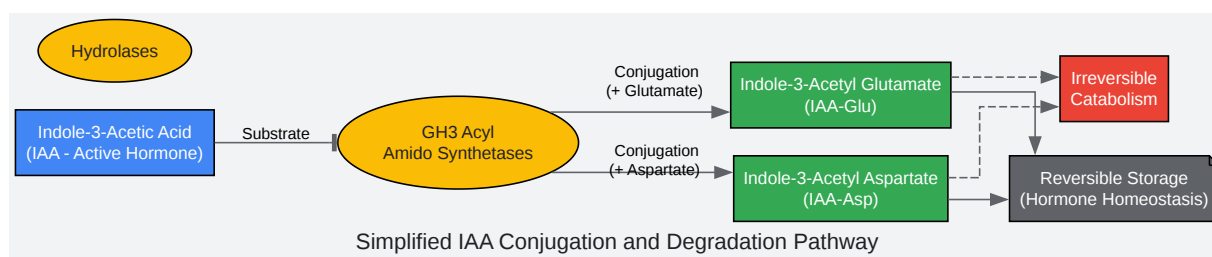 Hydrolases
Indole-3-Acetic Acid
(IAA - Active Hormone)
Substrate
GH3 Acyl
Amido Synthetases
Conjugation
(+ Glutamate)
Conjugation
(+ Aspartate)
Indole-3-Acetyl Glutamate
(IAA-Glu)
Indole-3-Acetyl Aspartate
(IAA-Asp)
Irreversible
Catabolism
Reversible Storage
(Hormone Homeostasis)
Simplified IAA Conjugation and Degradation Pathway